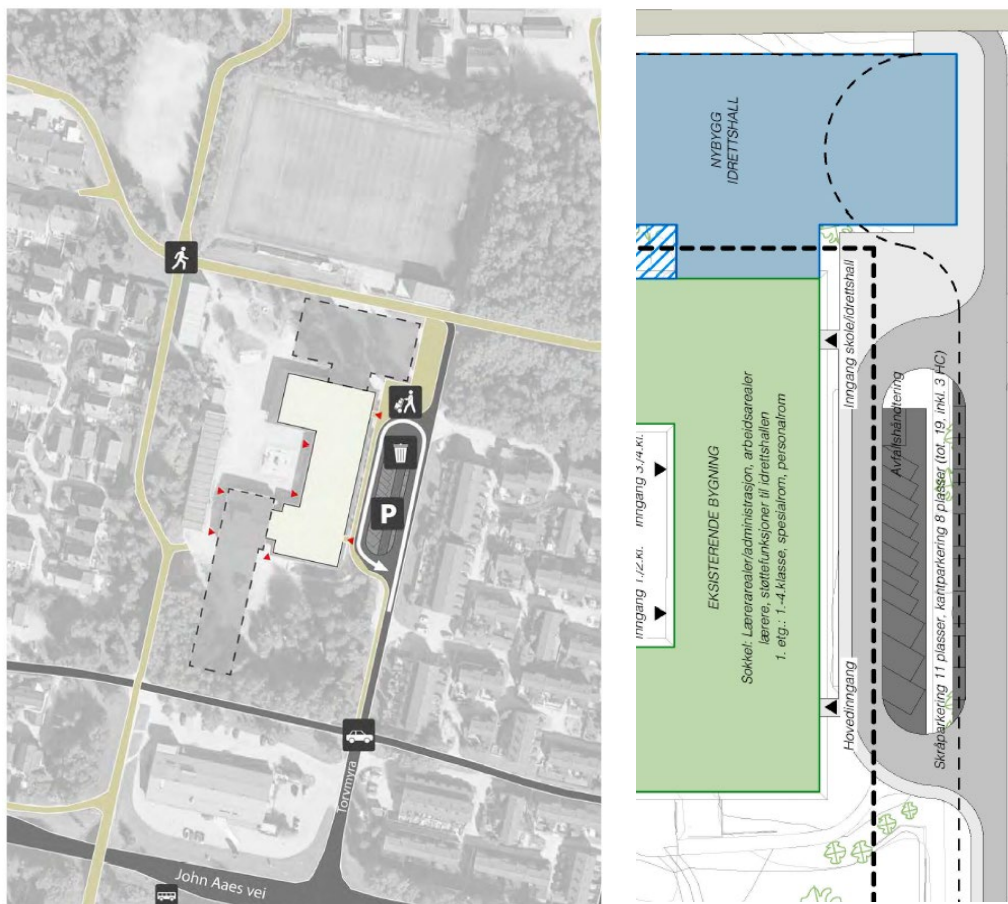 P
Torvmyra
John Aaes vei
NYBYGG
IDRETTSHALL
Inngang skole/idrettshall
Avfallshåndtering
Skråparkering 11 plasser, kantparkering 8 plasser (tot. 19, inkl. 3 HC)
Inngang 3./4.kl.
Inngang 1./2.kl.
EKSISTERENDE BYGNING
Sokkel: Lærerarealer/administrasjon, arbeidsarealer
lærere, støttefunksjoner til idrettshallen
1. etg.: 1.-4.klasse, spesialrom, personalrom
Hovedinngang